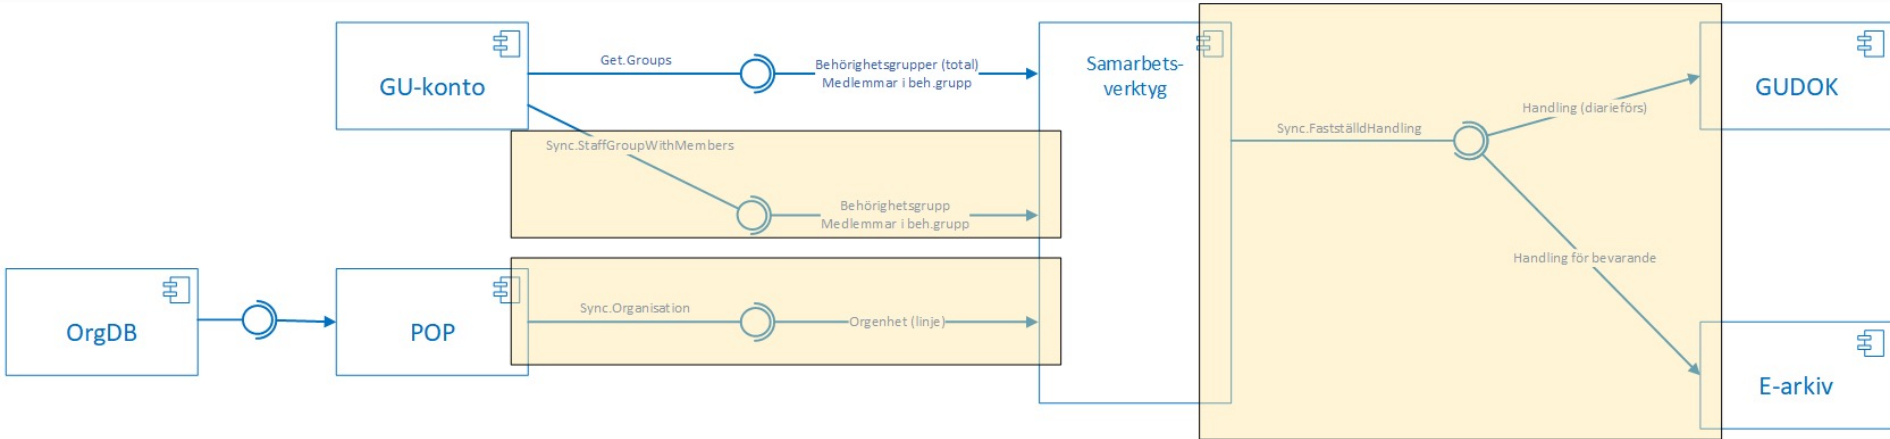 GU-konto
Get.Groups
Behörighetsgrupper (total)
Medlemmar i beh.grupp
Samarbets-
verktyg
GUDOK
Handling (diarieförs)
Sync.FastställdHandling
Sync.StaffGroupWithMembers
Behörighetsgrupp
Medlemmar i beh.grupp
Handling för bevarande
OrgDB
POP
Sync.Organisation
Orgenhet (linje)
E-arkiv